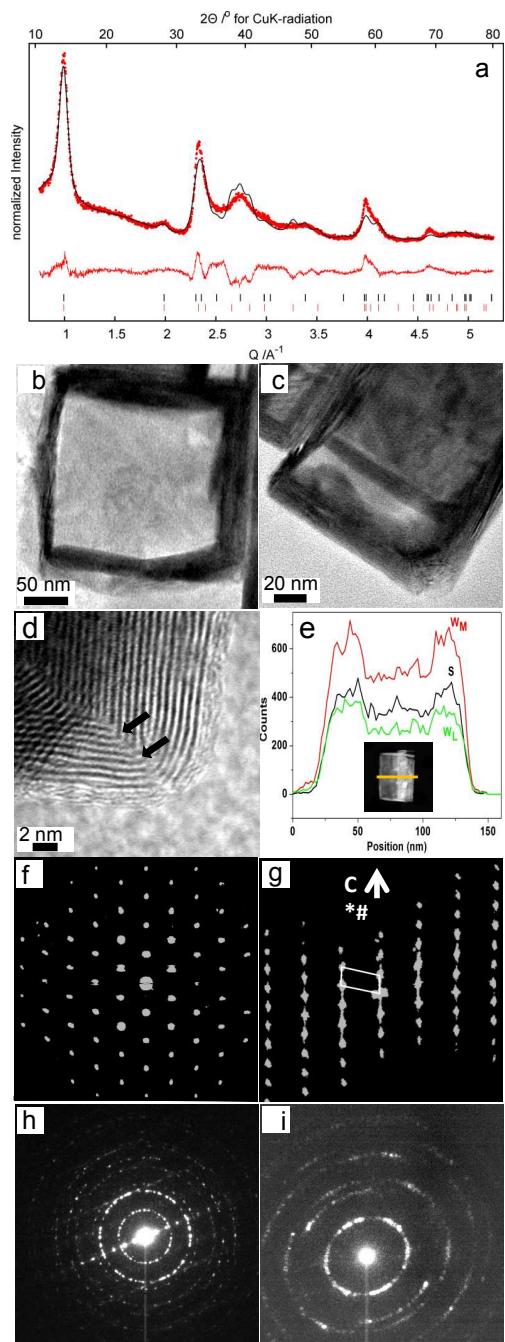 2Θ /º for CuK-radiation
10 20 30 40 50 60 70 80
a
normalized Intensity
1 1.5 2 2.5 3 3.5 4 4.5 5
Q /A⁻¹
b
50 nm
c
20 nm
d
2 nm
e
Counts
600
400
200
0
W_M
S
W_L
0 50 100 150
Position (nm)
f
g
C
*#
h
i